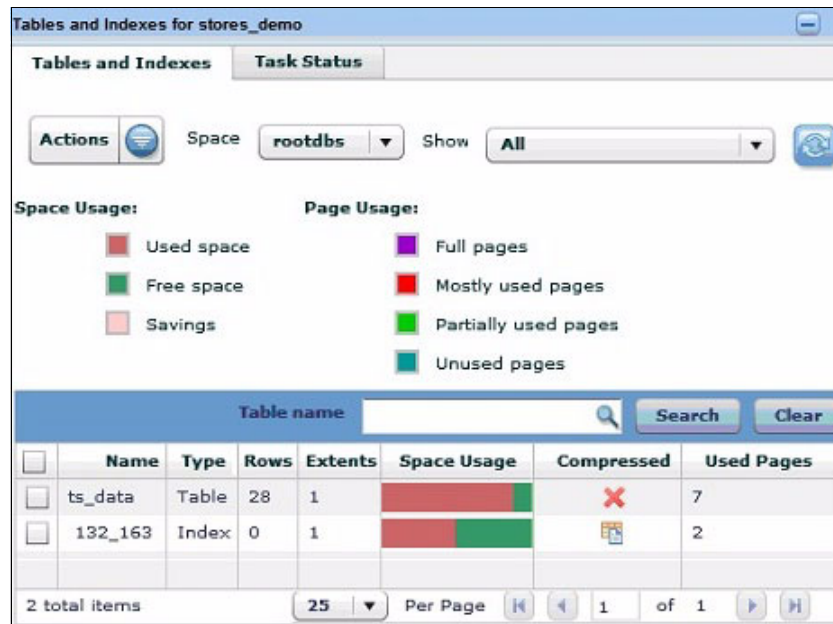 Tables and Indexes for stores_demo
Tables and Indexes Task Status
Actions Space rootdbs Show All
Space Usage: Page Usage:
Used space Full pages
Free space Mostly used pages
Savings Partially used pages
Unused pages
Table name Search Clear
Name Type Rows Extents Space Usage Compressed Used Pages
ts_data Table 28 1 7
132_163 Index 0 1 2
2 total items 25 Per Page 1 of 1